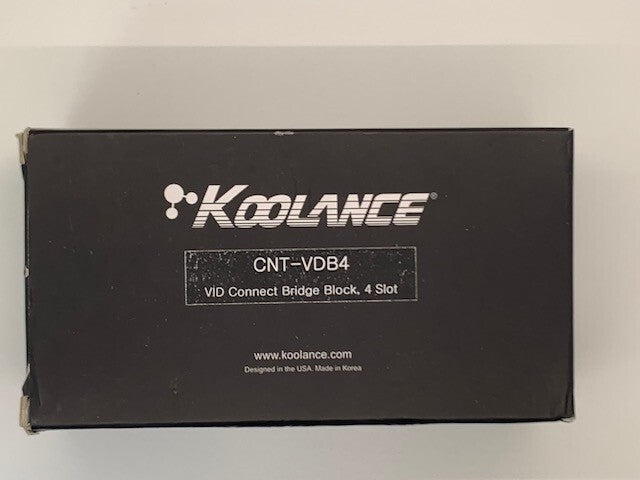 KOOLANCE®
CNT-VDB4
VID Connect Bridge Block, 4 Slot
www.koolance.com
Designed in the USA. Made in Korea